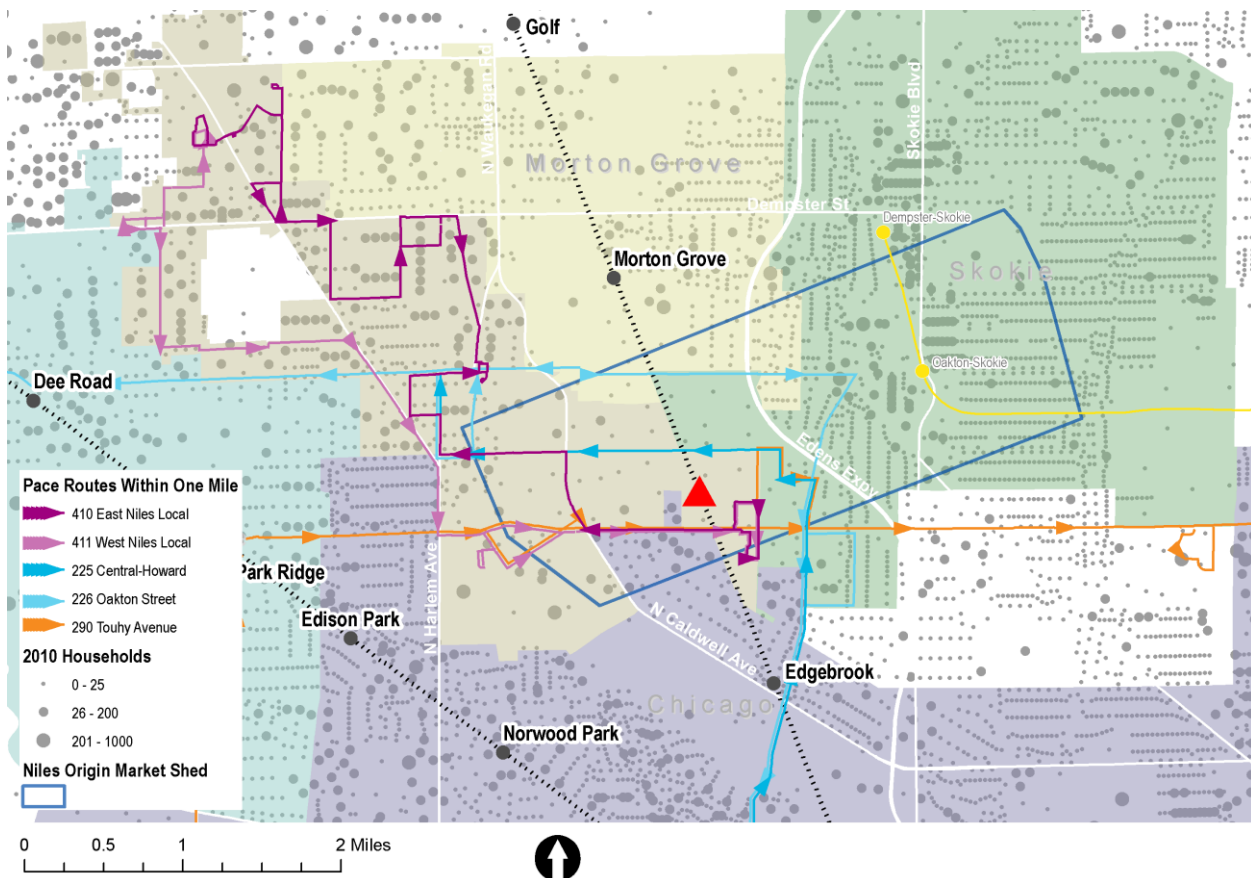 Golf
N Waukegan Rd
Skokie Blvd
Morton Grove
Dempster St
Dempster-Skokie
Morton Grove
Skokie
Oakton-Skokie
Dee Road
Edens Expy
Pace Routes Within One Mile
410 East Niles Local
411 West Niles Local
225 Central-Howard
226 Oakton Street
290 Touhy Avenue
2010 Households
0 - 25
26 - 200
201 - 1000
Niles Origin Market Shed
Park Ridge
Edison Park
N Harlem Ave
N Caldwell Ave
Edgebrook
Chicago
Norwood Park
0 0.5 1 2 Miles